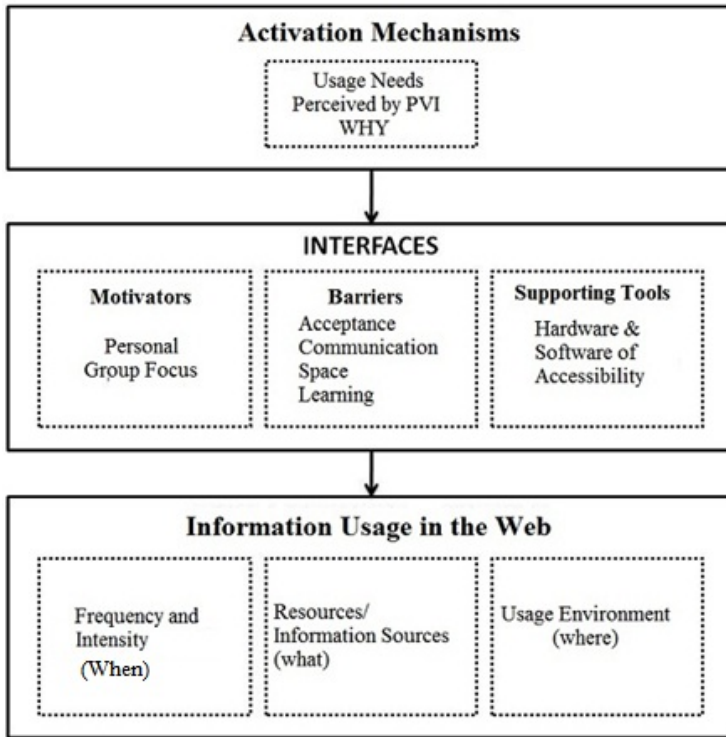 Activation Mechanisms
Usage Needs
Perceived by PVI
WHY
INTERFACES
Motivators
Personal
Group Focus
Barriers
Acceptance
Communication
Space
Learning
Supporting Tools
Hardware &
Software of
Accessibility
Information Usage in the Web
Frequency and
Intensity
(When)
Resources/
Information Sources
(what)
Usage Environment
(where)